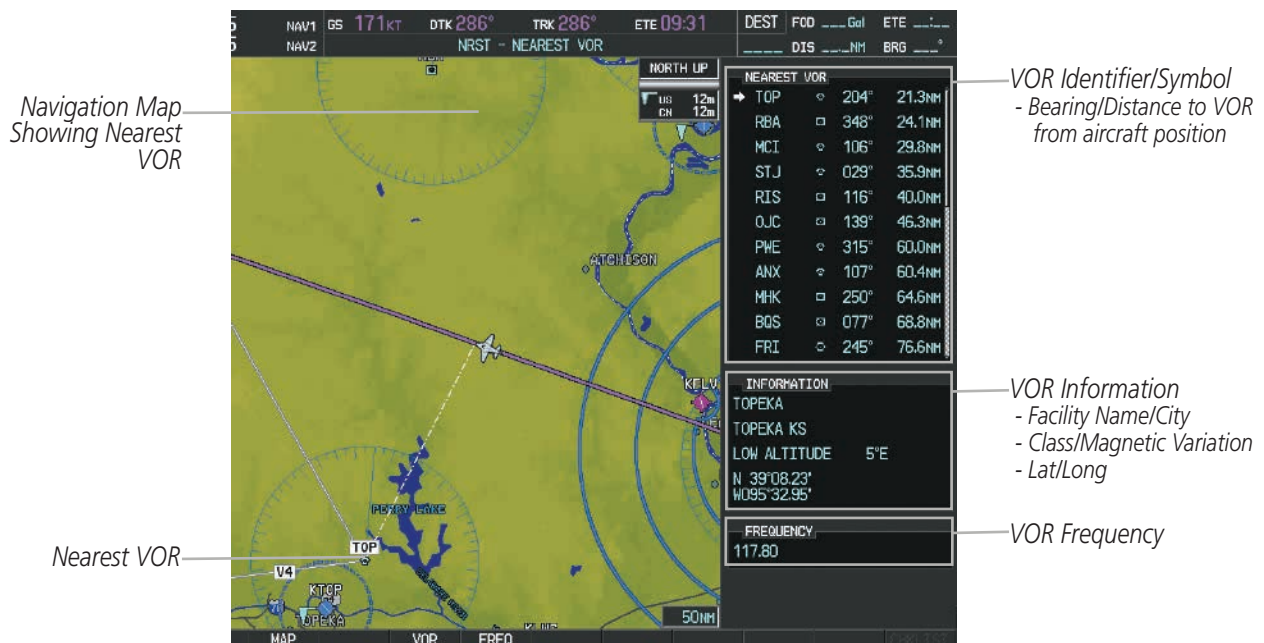 5 NAV1 GS 171KT DTK 286° TRK 286° ETE 09:31 DEST FOD ___Gal ETE __:__
5 NAV2 NRST - NEAREST VOR ____ DIS __._NM BRG ___°
NORTH UP
US 12m
CN 12m
Navigation Map
Showing Nearest
VOR
ATCHISON
KFLV
PERRY LAKE
TOP
V4
KTOP
TOPEKA
50NM
Nearest VOR
NEAREST VOR
TOP 204° 21.3NM
RBA 348° 24.1NM
MCI 106° 29.8NM
STJ 029° 35.9NM
RIS 116° 40.0NM
OJC 139° 46.3NM
PWE 315° 60.0NM
ANX 107° 60.4NM
MHK 250° 64.6NM
BQS 077° 68.8NM
FRI 245° 76.6NM
VOR Identifier/Symbol
- Bearing/Distance to VOR
from aircraft position
INFORMATION
TOPEKA
TOPEKA KS
LOW ALTITUDE 5°E
N 39°08.23'
W095°32.95'
VOR Information
- Facility Name/City
- Class/Magnetic Variation
- Lat/Long
FREQUENCY
117.80
VOR Frequency
MAP VOR FREQ